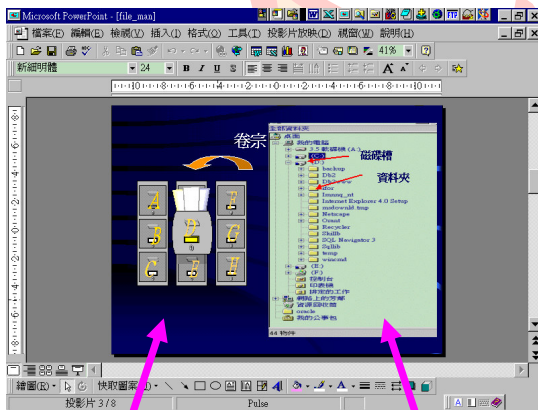 Microsoft PowerPoint - [file_man]
檔案(F) 編輯(E) 檢視(V) 插入(I) 格式(O) 工具(T) 投影片放映(D) 視窗(W) 說明(H)
41%
新細明體 24 B I U S
卷宗
全部資料夾
桌面
我的電腦
3.5 軟碟機 (A:)
(C:)
磁碟槽
(D:)
backup
Db2
資料夾
Internet Explorer 4.0 Setup
msdownld.tmp
Netscape
Orant
Recycler
Skillb
SQL Navigator 3
Sqllib
temp
wincmd
(E:)
(F:)
控制台
印表機
排定的工作
網路上的芳鄰
資源回收筒
oracle
我的公事包
44 物件
A
B
C
D
E
G
H
繪圖(R) 快取圖案(U)
投影片 3 / 8 Pulse